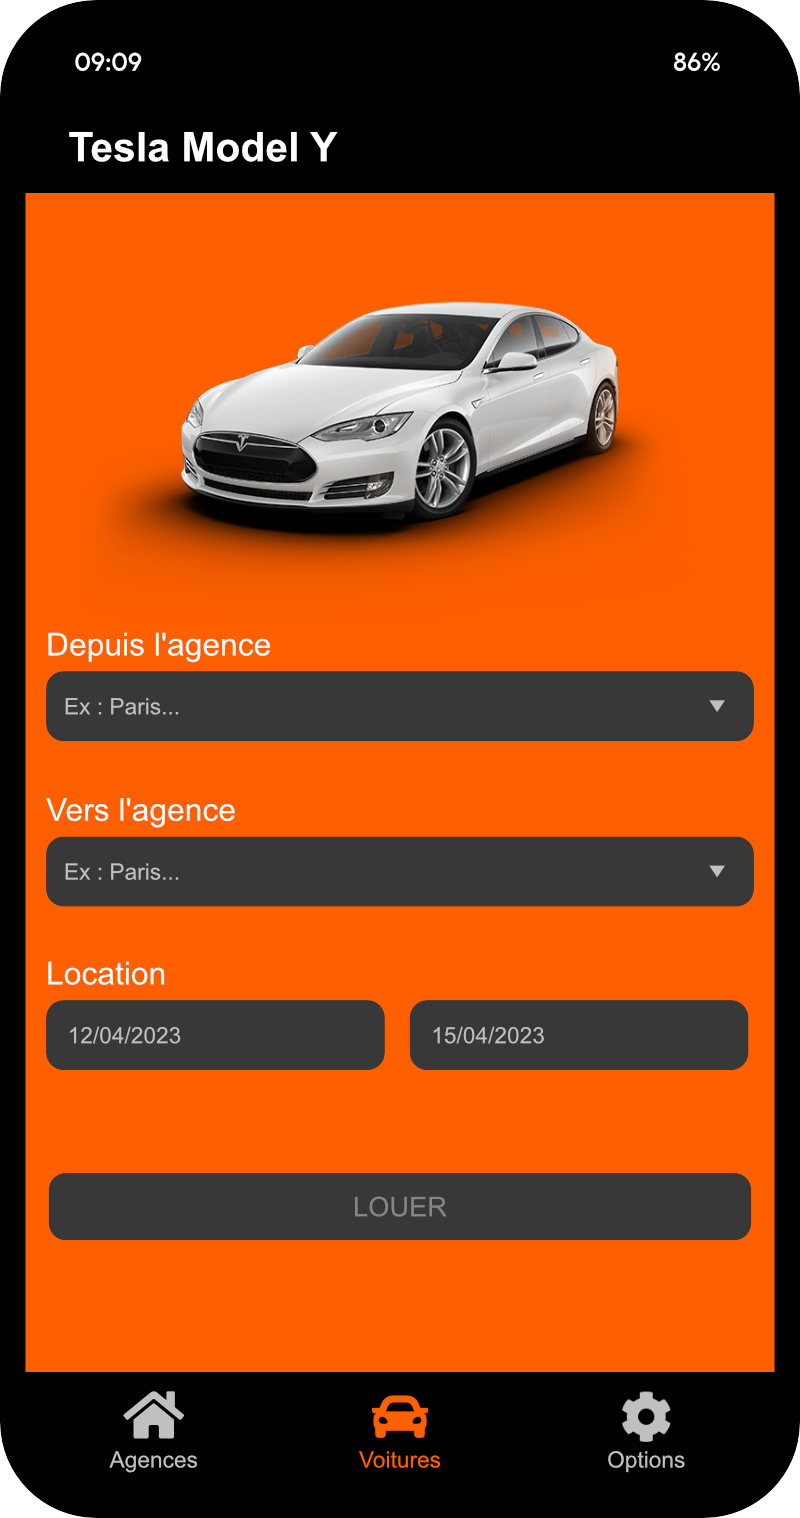 09:09 86%
Tesla Model Y
Depuis l'agence
Ex : Paris...
Vers l'agence
Ex : Paris...
Location
12/04/2023 15/04/2023
LOUER
Agences Voitures Options